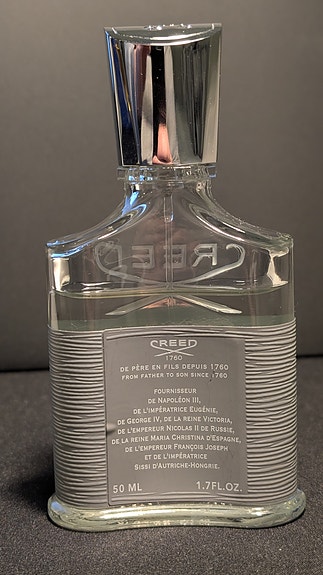 CREED
CREED
CREED
1760
DE PÈRE EN FILS DEPUIS 1760
FROM FATHER TO SON SINCE 1760
FOURNISSEUR
DE NAPOLÉON III,
DE L'IMPÉRATRICE EUGÉNIE,
DE GEORGE IV, DE LA REINE VICTORIA,
DE L'EMPEREUR NICOLAS II DE RUSSIE,
DE LA REINE MARIA CHRISTINA D'ESPAGNE,
DE L'EMPEREUR FRANÇOIS JOSEPH
ET DE L'IMPÉRATRICE
SISSI D'AUTRICHE-HONGRIE.
50 ML 1.7FL.OZ.